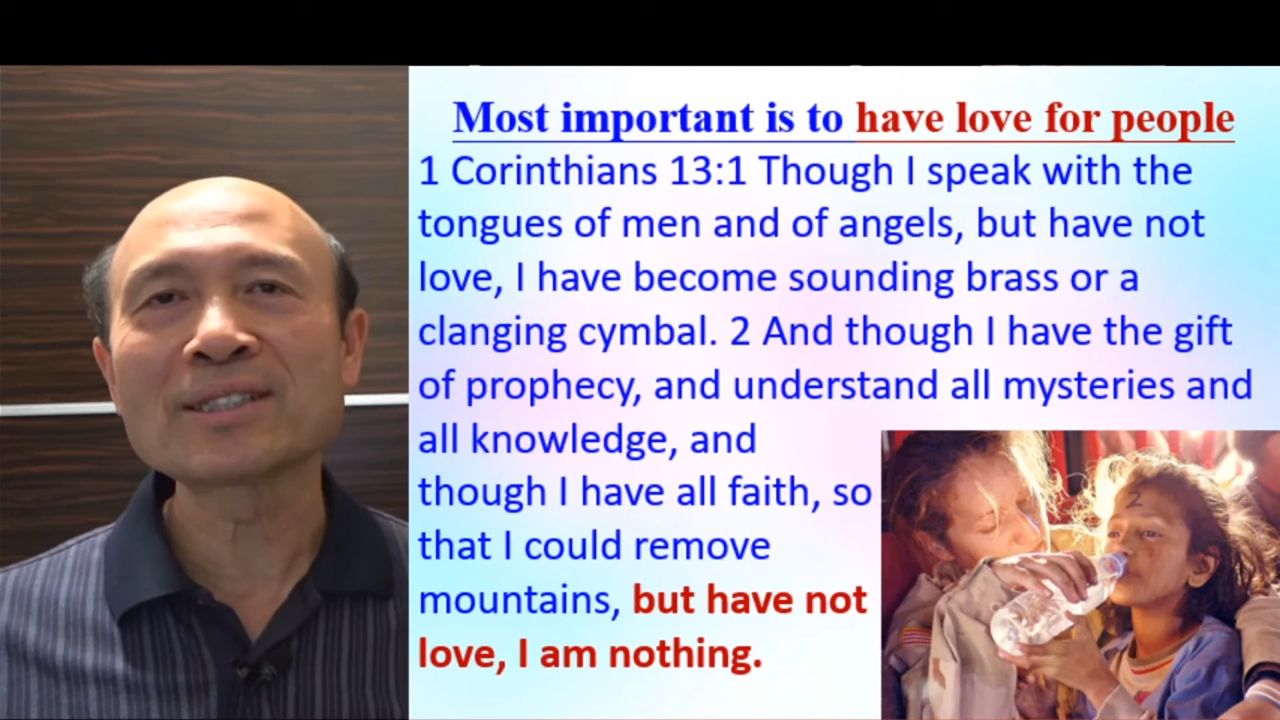 Most important is to have love for people
1 Corinthians 13:1 Though I speak with the
tongues of men and of angels, but have not
love, I have become sounding brass or a
clanging cymbal. 2 And though I have the gift
of prophecy, and understand all mysteries and
all knowledge, and
though I have all faith, so
that I could remove
mountains, but have not
love, I am nothing.
2